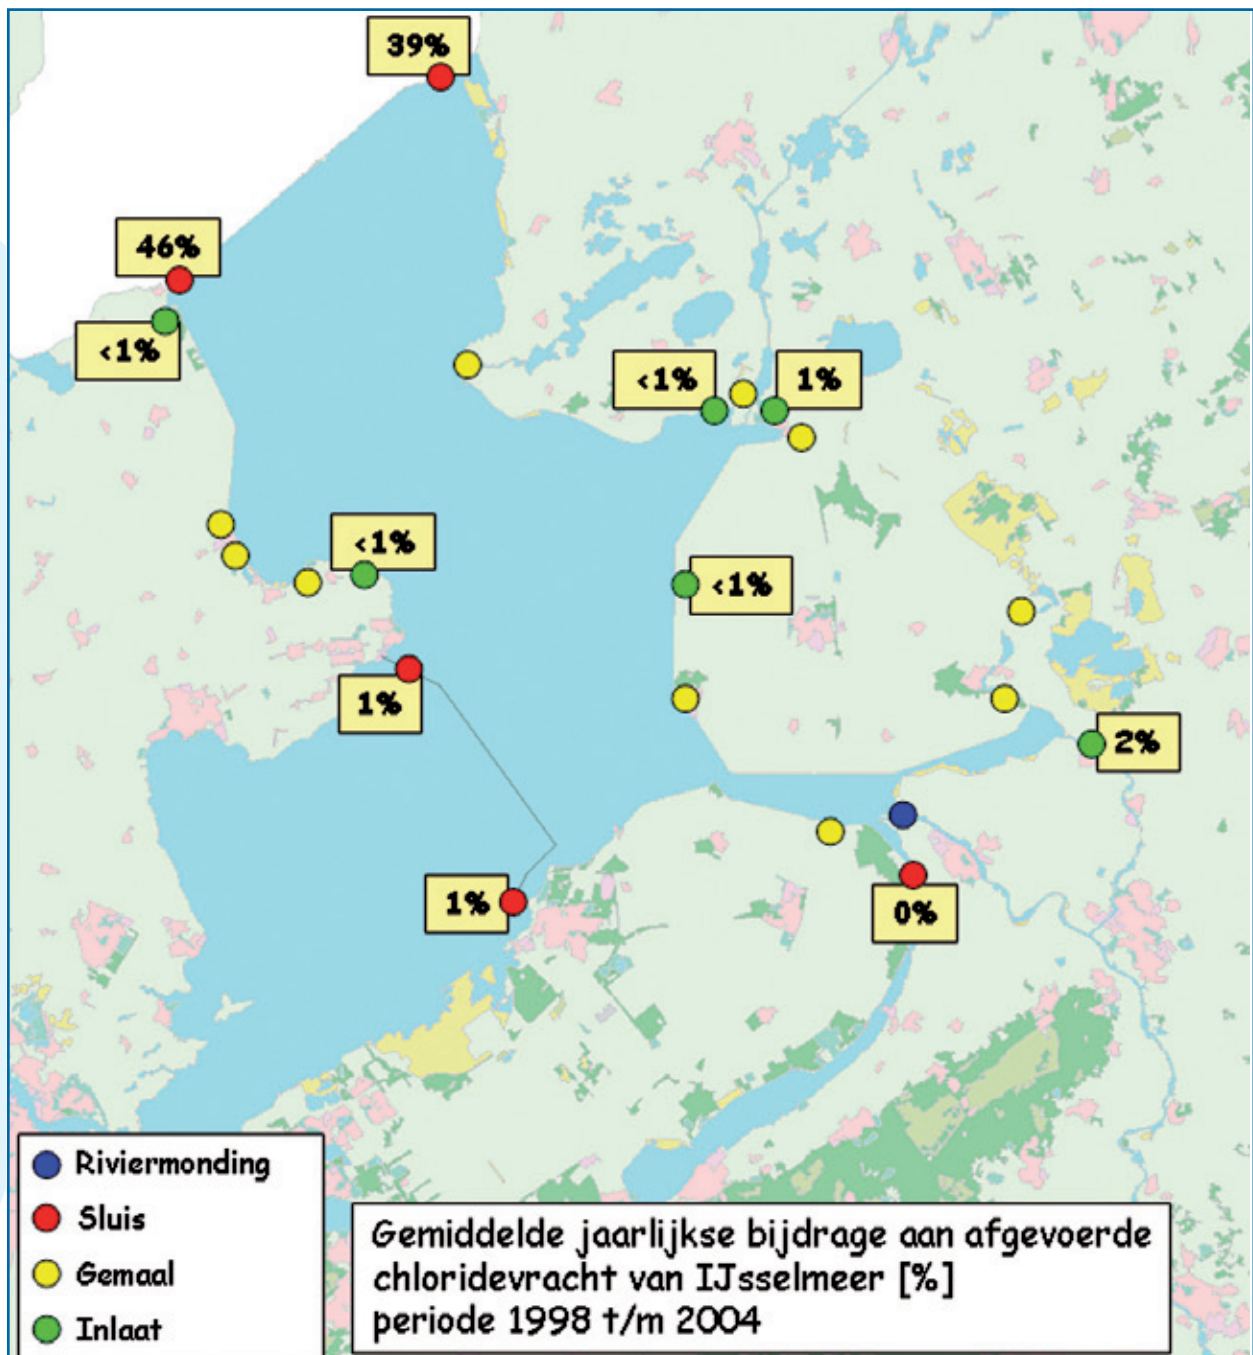 39%
46%
<1%
<1%
1%
<1%
<1%
1%
2%
1%
0%
Riviermonding
Sluis
Gemaal
Inlaat
Gemiddelde jaarlijkse bijdrage aan afgevoerde
chloridevracht van IJsselmeer [%]
periode 1998 t/m 2004